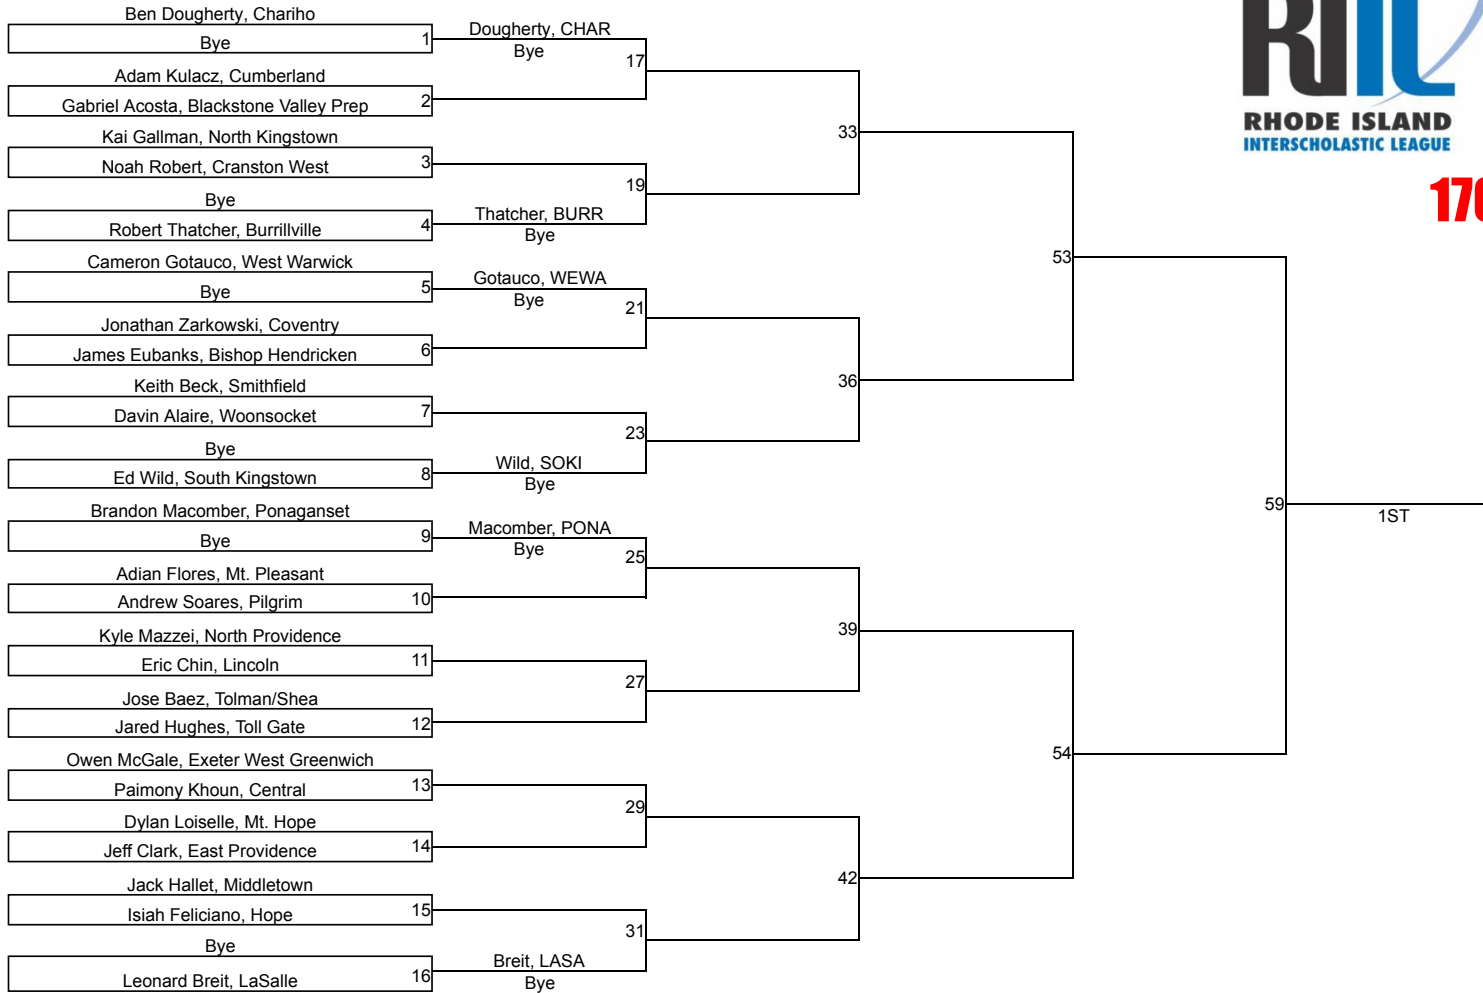 Ben Dougherty, Chariho
Bye
1
Dougherty, CHAR
Bye
17
Adam Kulacz, Cumberland
Gabriel Acosta, Blackstone Valley Prep
2
Kai Gallman, North Kingstown
Noah Robert, Cranston West
3
33
19
Bye
Robert Thatcher, Burrillville
4
Thatcher, BURR
Bye
RIIL
RHODE ISLAND
INTERSCHOLASTIC LEAGUE
170
53
Cameron Gotauco, West Warwick
Bye
5
Gotauco, WEWA
Bye
21
Jonathan Zarkowski, Coventry
James Eubanks, Bishop Hendricken
6
36
Keith Beck, Smithfield
Davin Alaire, Woonsocket
7
23
Bye
Ed Wild, South Kingstown
8
Wild, SOKI
Bye
59
1ST
Brandon Macomber, Ponaganset
Bye
9
Macomber, PONA
Bye
25
Adian Flores, Mt. Pleasant
Andrew Soares, Pilgrim
10
39
Kyle Mazzei, North Providence
Eric Chin, Lincoln
11
27
Jose Baez, Tolman/Shea
Jared Hughes, Toll Gate
12
54
Owen McGale, Exeter West Greenwich
Paimony Khoun, Central
13
29
Dylan Loiselle, Mt. Hope
Jeff Clark, East Providence
14
42
Jack Hallet, Middletown
Isiah Feliciano, Hope
15
31
Bye
Leonard Breit, LaSalle
16
Breit, LASA
Bye